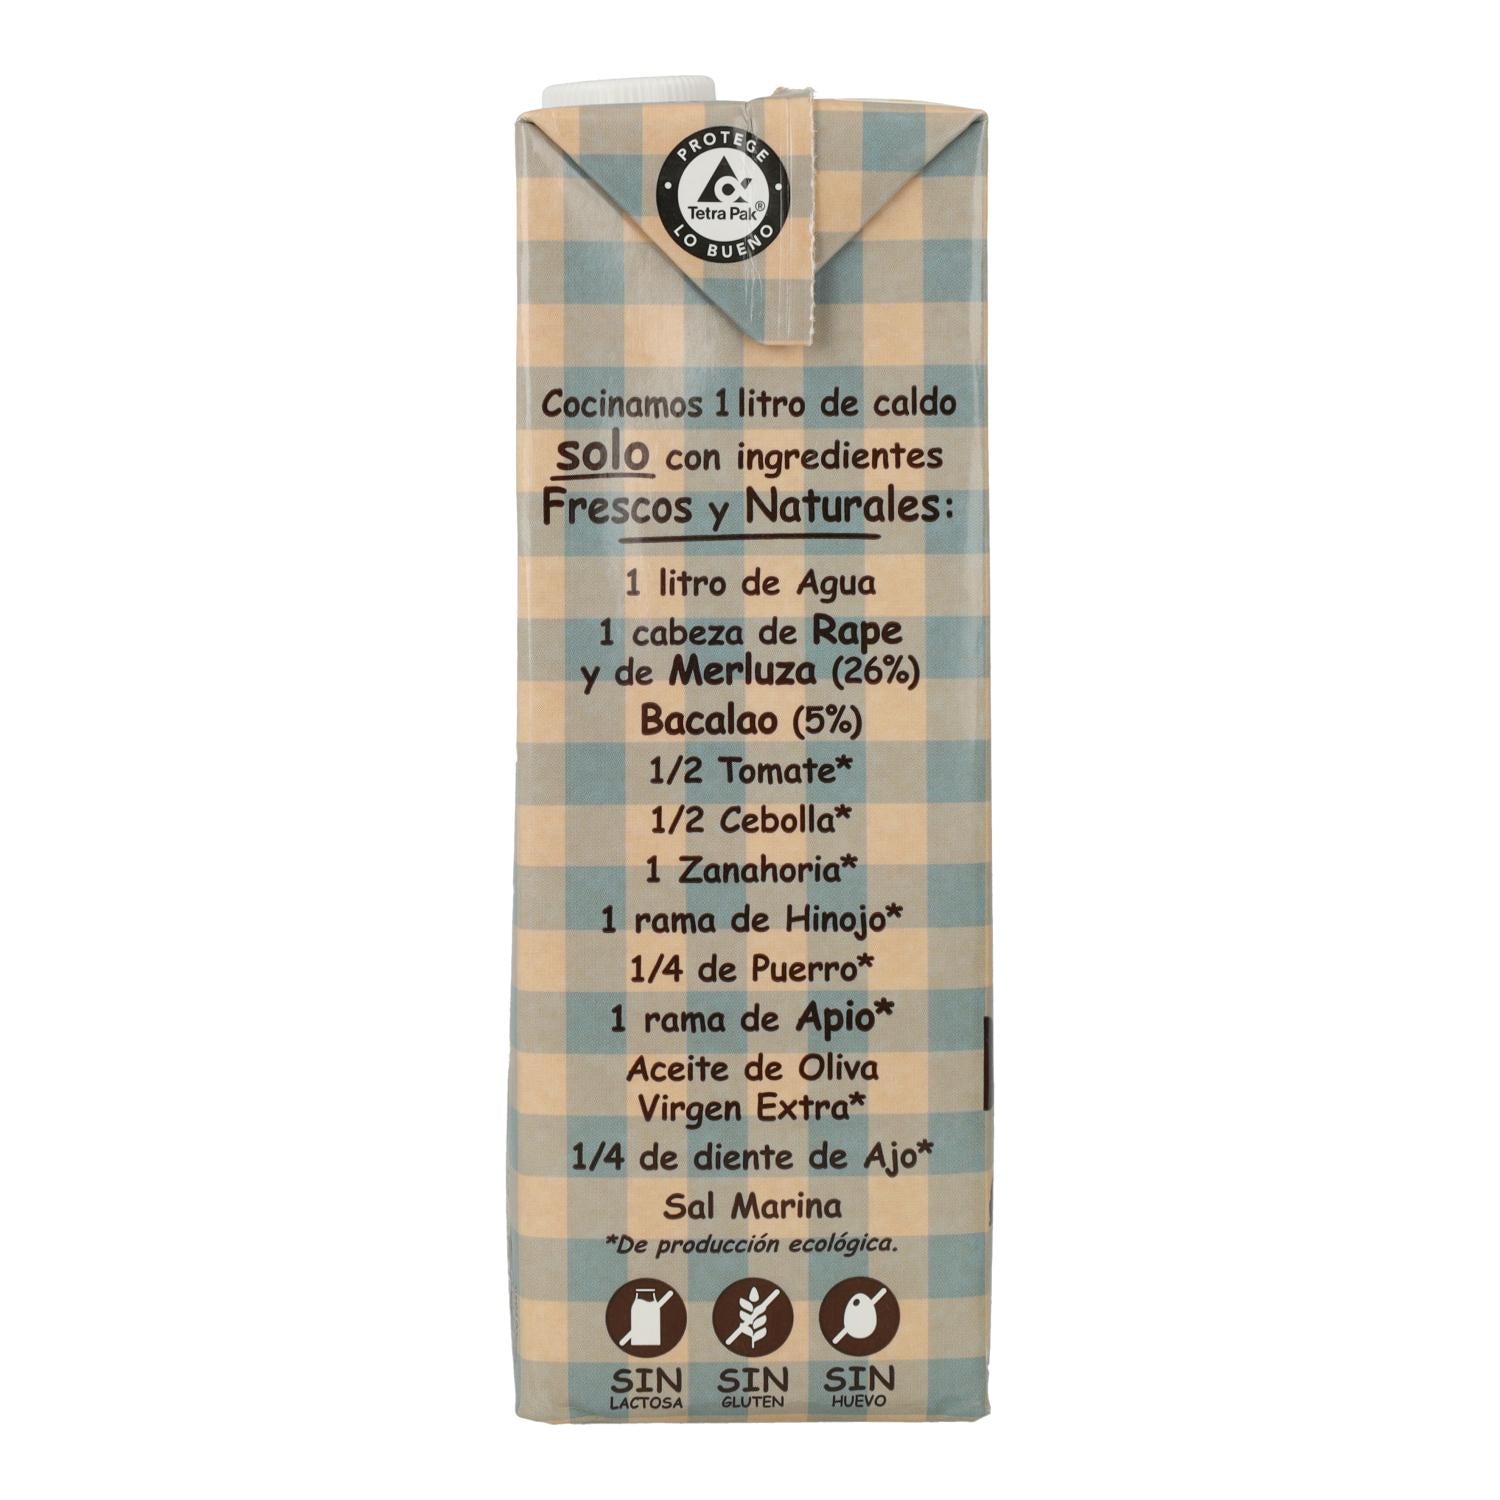 PROTEGE
Tetra Pak®
LO BUENO
Cocinamos 1 litro de caldo
solo con ingredientes
Frescos y Naturales:
1 litro de Agua
1 cabeza de Rape
y de Merluza (26%)
Bacalao (5%)
1/2 Tomate*
1/2 Cebolla*
1 Zanahoria*
1 rama de Hinojo*
1/4 de Puerro*
1 rama de Apio*
Aceite de Oliva
Virgen Extra*
1/4 de diente de Ajo*
Sal Marina
*De producción ecológica.
SIN LACTOSA
SIN GLUTEN
SIN HUEVO